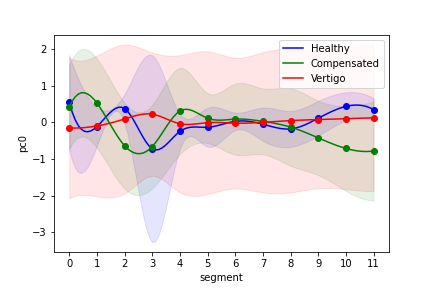 Healthy
Compensated
Vertigo
2
1
0
−1
−2
−3
pc0
0 1 2 3 4 5 6 7 8 9 10 11
segment